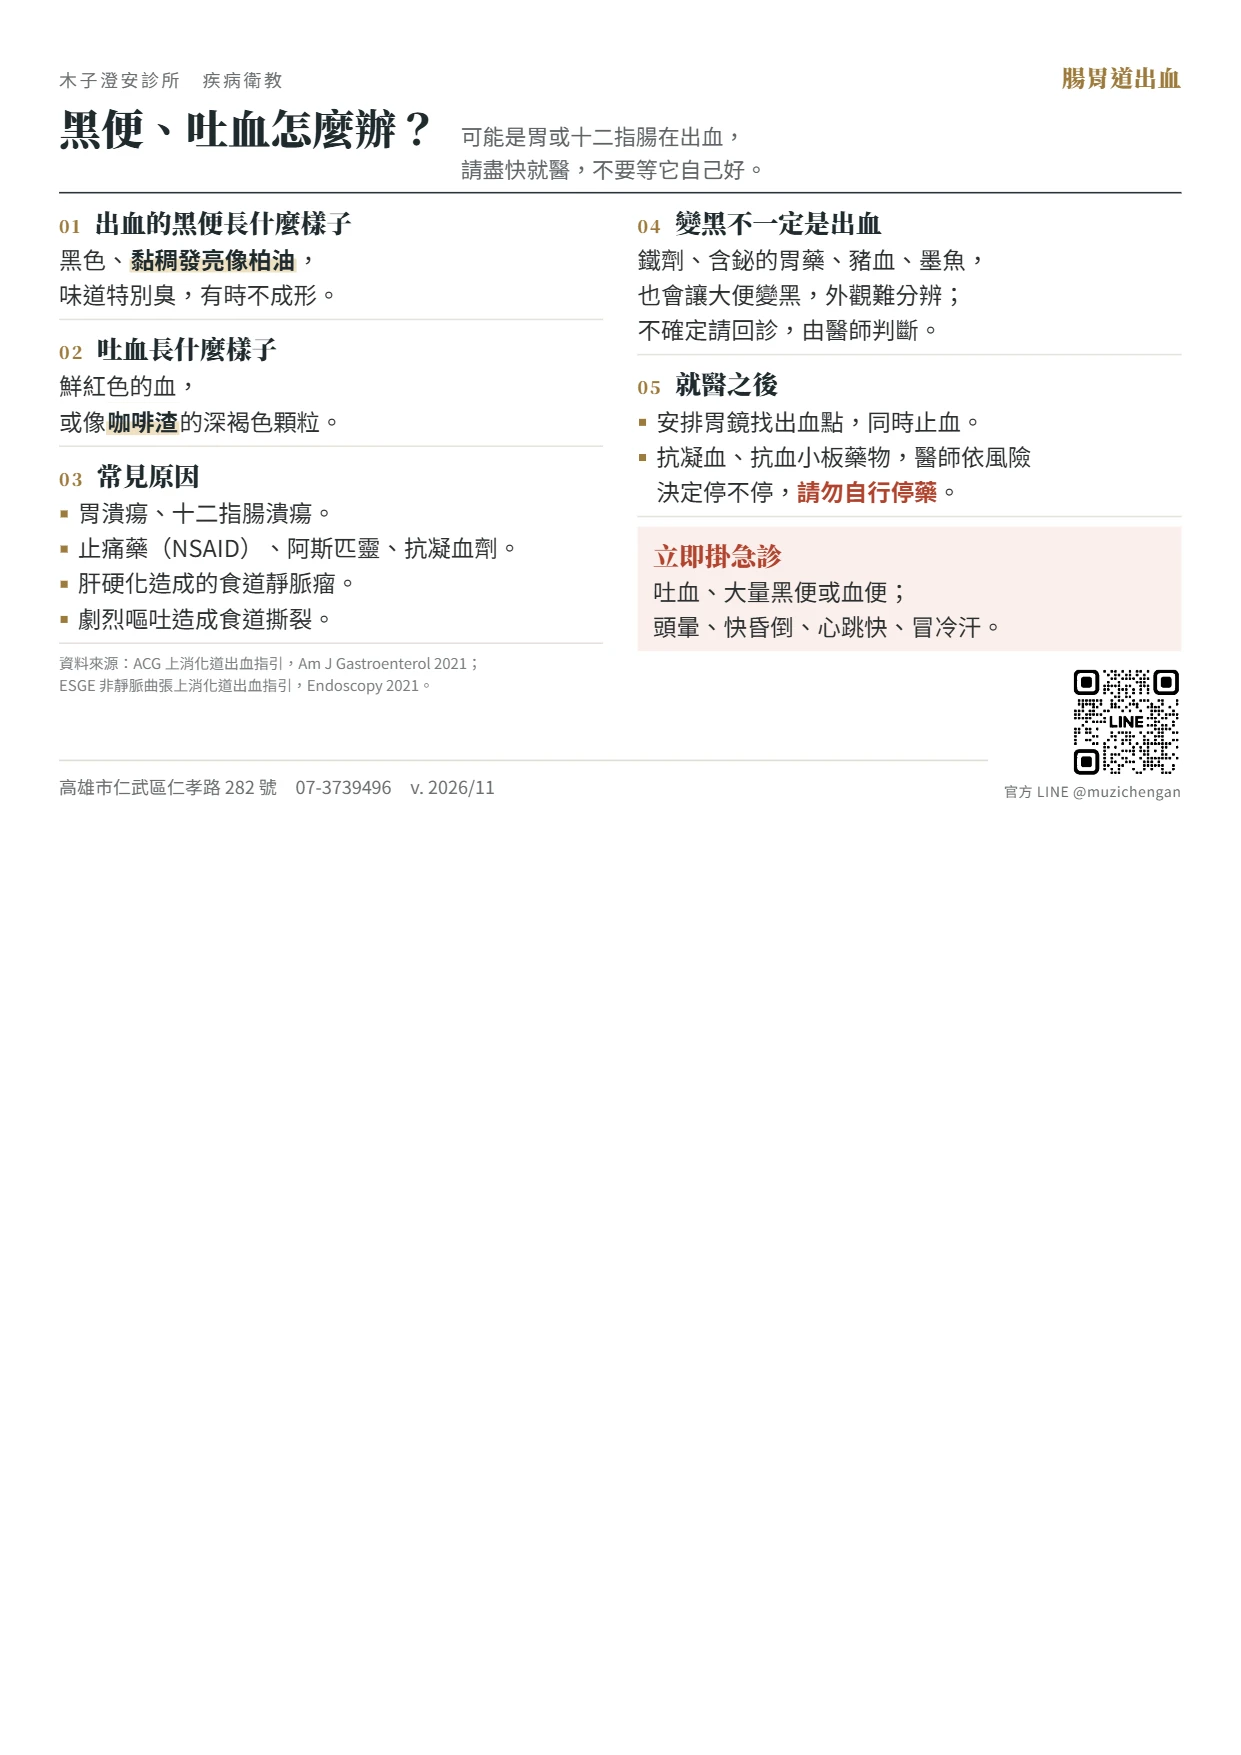 木子澄安診所　疾病衛教
腸胃道出血
黑便、吐血怎麼辦？
可能是胃或十二指腸在出血，
請盡快就醫，不要等它自己好。
01 出血的黑便長什麼樣子
黑色、黏稠發亮像柏油，
味道特別臭，有時不成形。
02 吐血長什麼樣子
鮮紅色的血，
或像咖啡渣的深褐色顆粒。
03 常見原因
▪ 胃潰瘍、十二指腸潰瘍。
▪ 止痛藥（NSAID）、阿斯匹靈、抗凝血劑。
▪ 肝硬化造成的食道靜脈瘤。
▪ 劇烈嘔吐造成食道撕裂。
資料來源：ACG 上消化道出血指引，Am J Gastroenterol 2021；
ESGE 非靜脈曲張上消化道出血指引，Endoscopy 2021。
04 變黑不一定是出血
鐵劑、含鉍的胃藥、豬血、墨魚，
也會讓大便變黑，外觀難分辨；
不確定請回診，由醫師判斷。
05 就醫之後
▪ 安排胃鏡找出血點，同時止血。
▪ 抗凝血、抗血小板藥物，醫師依風險
決定停不停，請勿自行停藥。
立即掛急診
吐血、大量黑便或血便；
頭暈、快昏倒、心跳快、冒冷汗。
LINE
高雄市仁武區仁孝路 282 號　07-3739496　v. 2026/11
官方 LINE @muzichengan